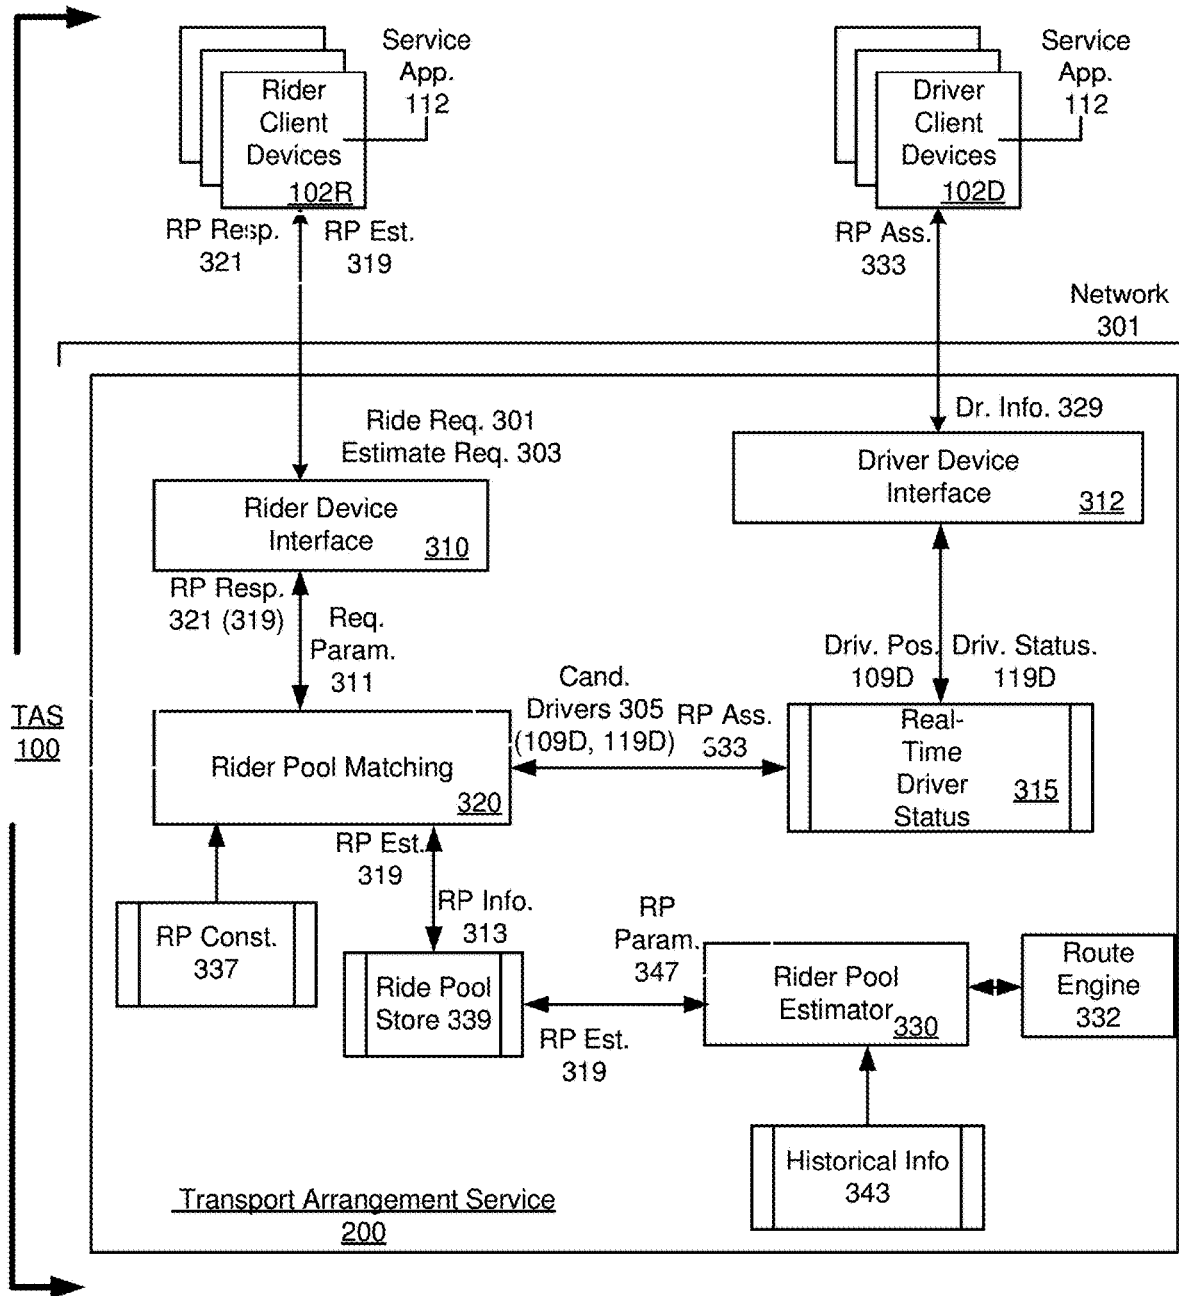 Service
App.
112
Rider
Client
Devices
102R
Service
App.
112
Driver
Client
Devices
102D
RP Resp.
321
RP Est.
319
RP Ass.
333
Network
301
Ride Req. 301
Estimate Req. 303
Dr. Info. 329
Rider Device
Interface
310
Driver Device
Interface
312
RP Resp.
321 (319)
Req.
Param.
311
Driv. Pos.
109D
Driv. Status.
119D
TAS
100
Rider Pool Matching
320
Cand.
Drivers 305
(109D, 119D)
RP Ass.
333
Real-
Time
Driver
Status
315
RP Est.
319
RP Info.
313
RP Const.
337
Ride Pool
Store 339
RP
Param.
347
RP Est.
319
Rider Pool
Estimator
330
Route
Engine
332
Historical Info
343
Transport Arrangement Service
200